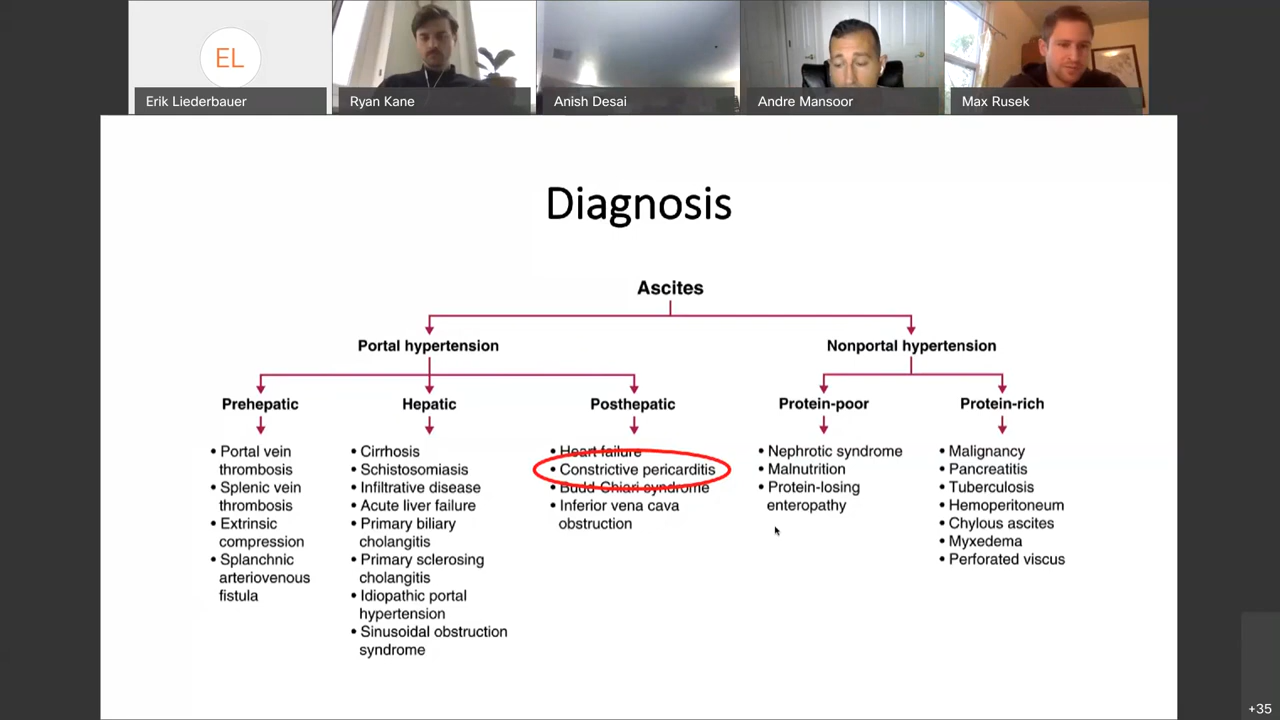 EL
Erik Liederbauer
Ryan Kane
Anish Desai
Andre Mansoor
Max Rusek
Diagnosis
Ascites
Portal hypertension
Nonportal hypertension
Prehepatic
Hepatic
Posthepatic
Protein-poor
Protein-rich
• Portal vein
thrombosis
• Splenic vein
thrombosis
• Extrinsic
compression
• Splanchnic
arteriovenous
fistula
• Cirrhosis
• Schistosomiasis
• Infiltrative disease
• Acute liver failure
• Primary biliary
cholangitis
• Primary sclerosing
cholangitis
• Idiopathic portal
hypertension
• Sinusoidal obstruction
syndrome
• Heart failure
• Constrictive pericarditis
• Budd-Chiari syndrome
• Inferior vena cava
obstruction
• Nephrotic syndrome
• Malnutrition
• Protein-losing
enteropathy
• Malignancy
• Pancreatitis
• Tuberculosis
• Hemoperitoneum
• Chylous ascites
• Myxedema
• Perforated viscus
+35